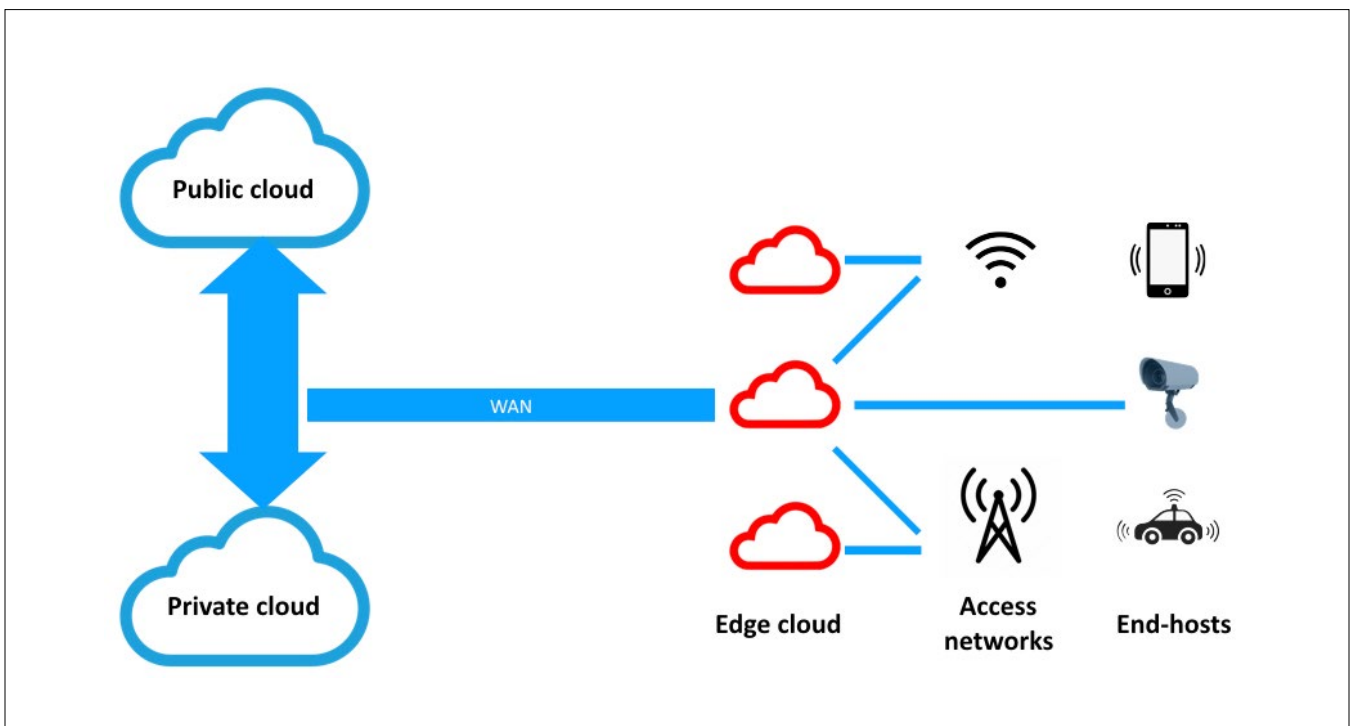 Public cloud
WAN
Private cloud
Edge cloud
Access
networks
End-hosts